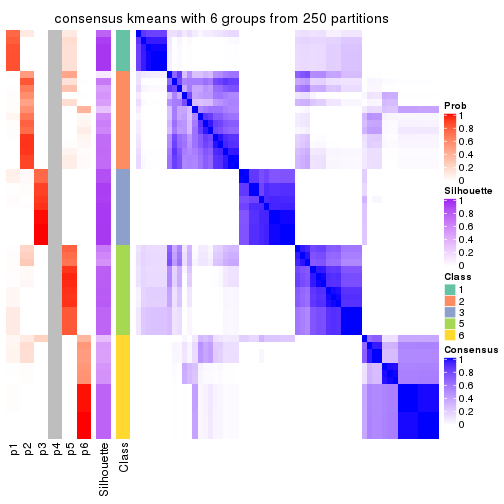 consensus kmeans with 6 groups from 250 partitions
Prob
1
0.8
0.6
0.4
0.2
0
Silhouette
1
0.8
0.6
0.4
0.2
0
Class
1
2
3
5
6
Consensus
1
0.8
0.6
0.4
0.2
0
p1
p2
p3
p4
p5
p6
Silhouette
Class